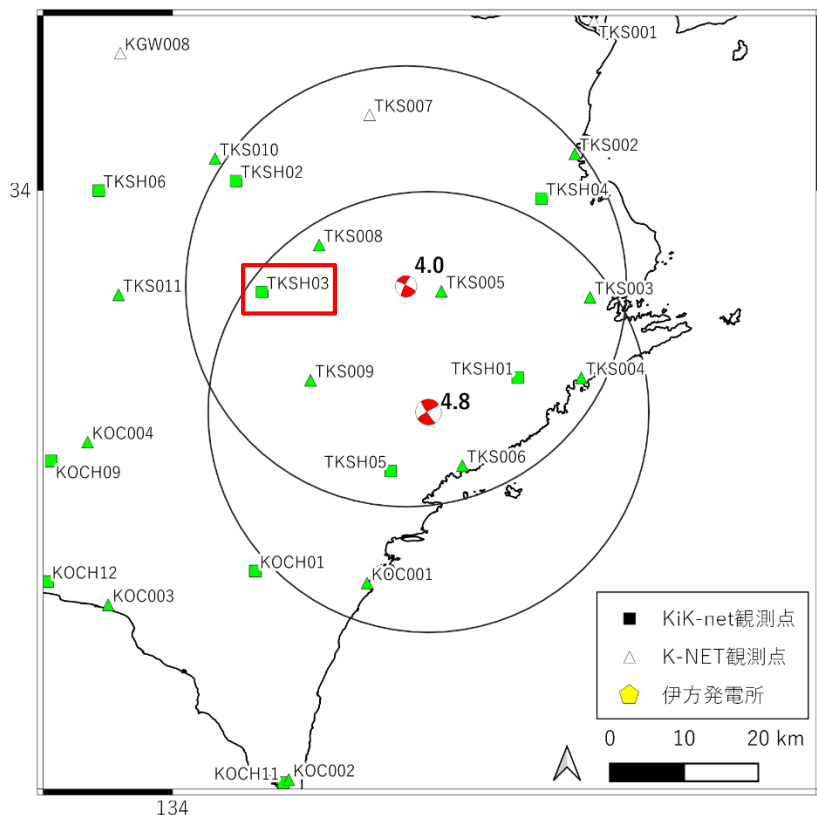 TKS001
KGW008
TKS007
TKS010
TKS002
TKSH06
TKSH02
TKSH04
34
TKS008
4.0
TKS011
TKSH03
TKS005
TKS003
TKS009
TKSH01
TKS004
4.8
KOC004
KOCH09
TKSH05
TKS006
KOCH12
KOCH01
KOC001
KOC003
KiK-net観測点
K-NET観測点
伊方発電所
0 10 20 km
KOCH11
KOC002
134